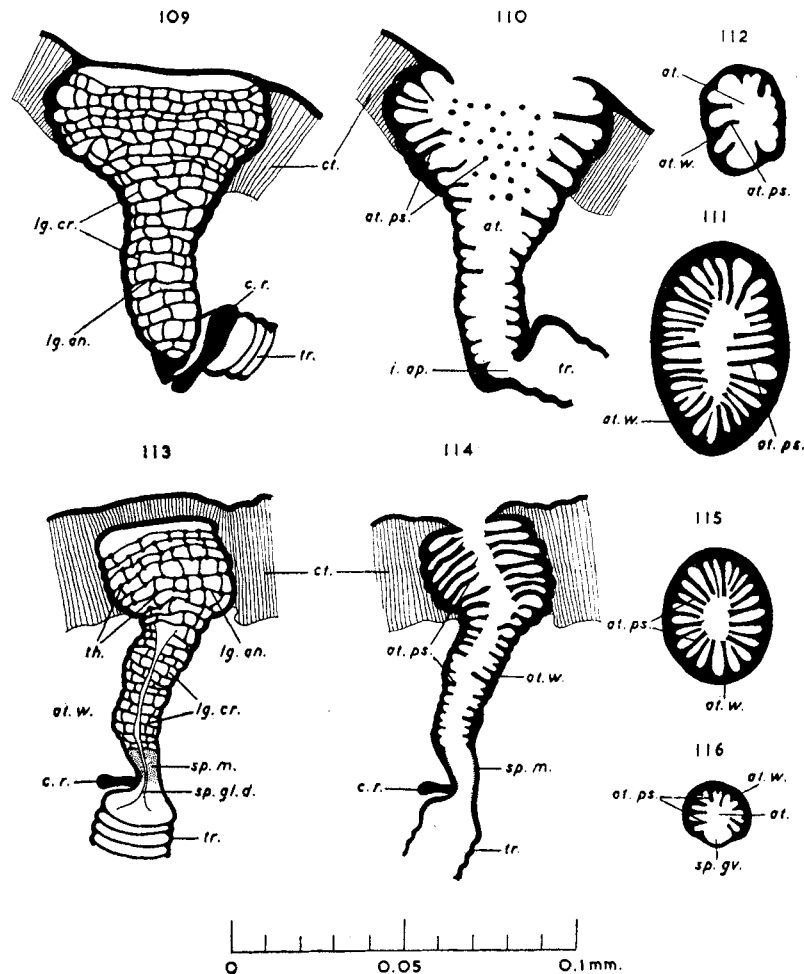 109
110
112
at.
at. w.
at. ps.
ct.
at. ps.
at.
111
lg. cr.
c. r.
lg. an.
tr.
i. ap.
tr.
at. w.
at. ps.
113
114
115
ct.
th.
lg. an.
at. ps.
at. ps.
at. w.
at. w.
at. w.
lg. cr.
116
sp. m.
sp. m.
at. ps.
at. w.
c. r.
sp. gl. d.
c. r.
at.
tr.
tr.
sp. gv.
0 0.05 0.1 mm.